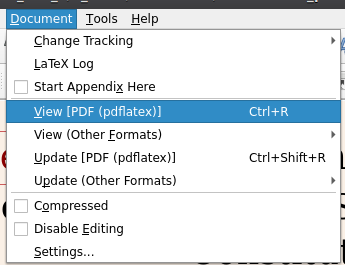 Document Tools Help
Change Tracking
LaTeX Log
Start Appendix Here
View [PDF (pdflatex)] Ctrl+R
View (Other Formats)
Update [PDF (pdflatex)] Ctrl+Shift+R
Update (Other Formats)
Compressed
Disable Editing
Settings...